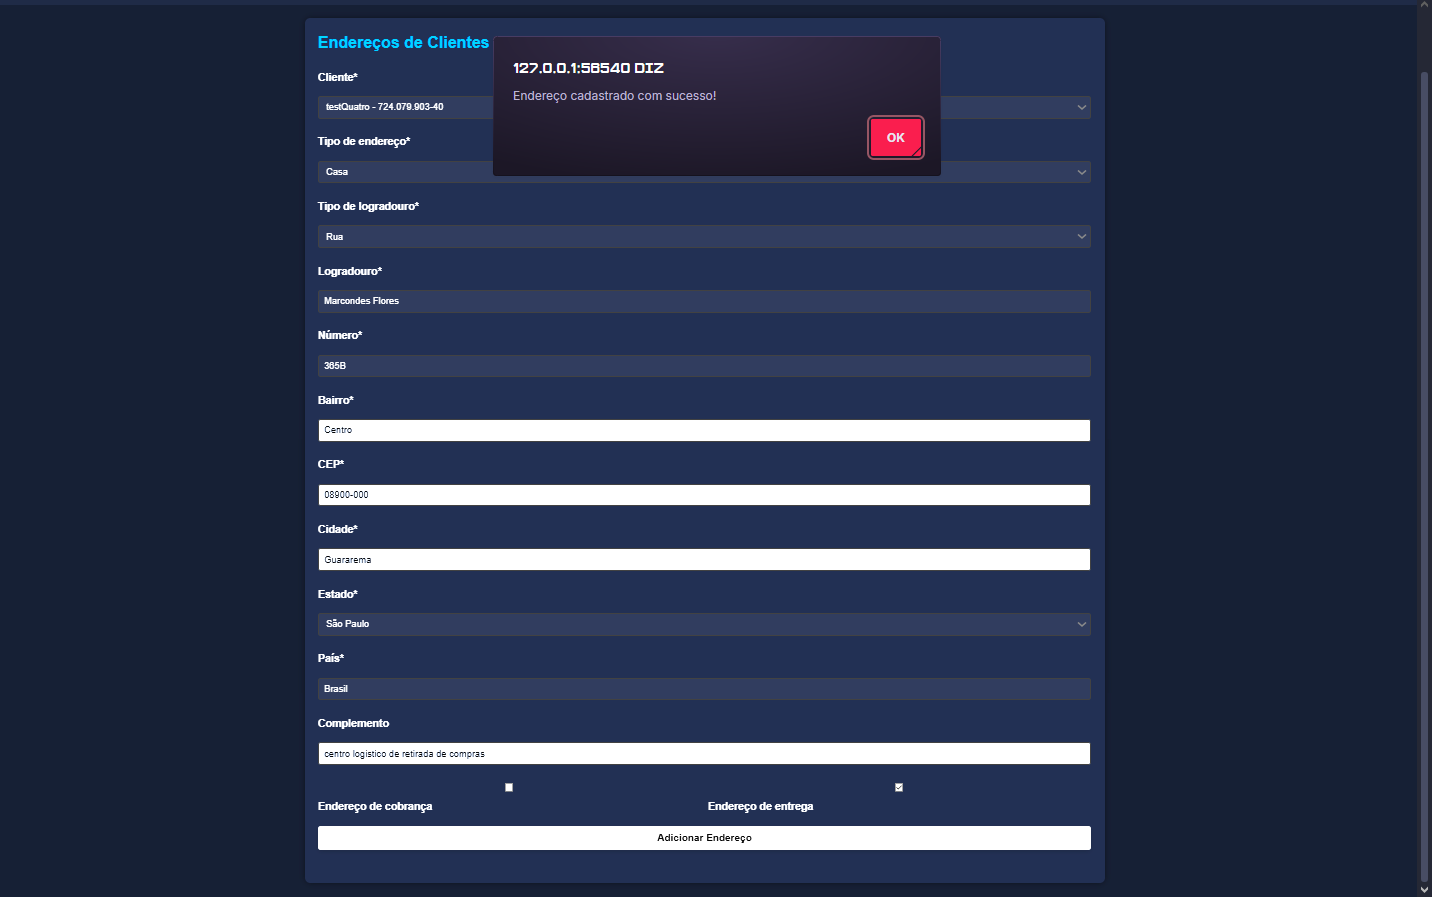 Endereços de Clientes
127.0.0.1:56540 DIZ
Endereço cadastrado com sucesso!
OK
Cliente*
testQuatro - 724.079.903-40
Tipo de endereço*
Casa
Tipo de logradouro*
Rua
Logradouro*
Marcondes Flores
Número*
365B
Bairro*
Centro
CEP*
08900-000
Cidade*
Guararema
Estado*
São Paulo
País*
Brasil
Complemento
centro logistico de retirada de compras
Endereço de cobrança
Endereço de entrega
Adicionar Endereço